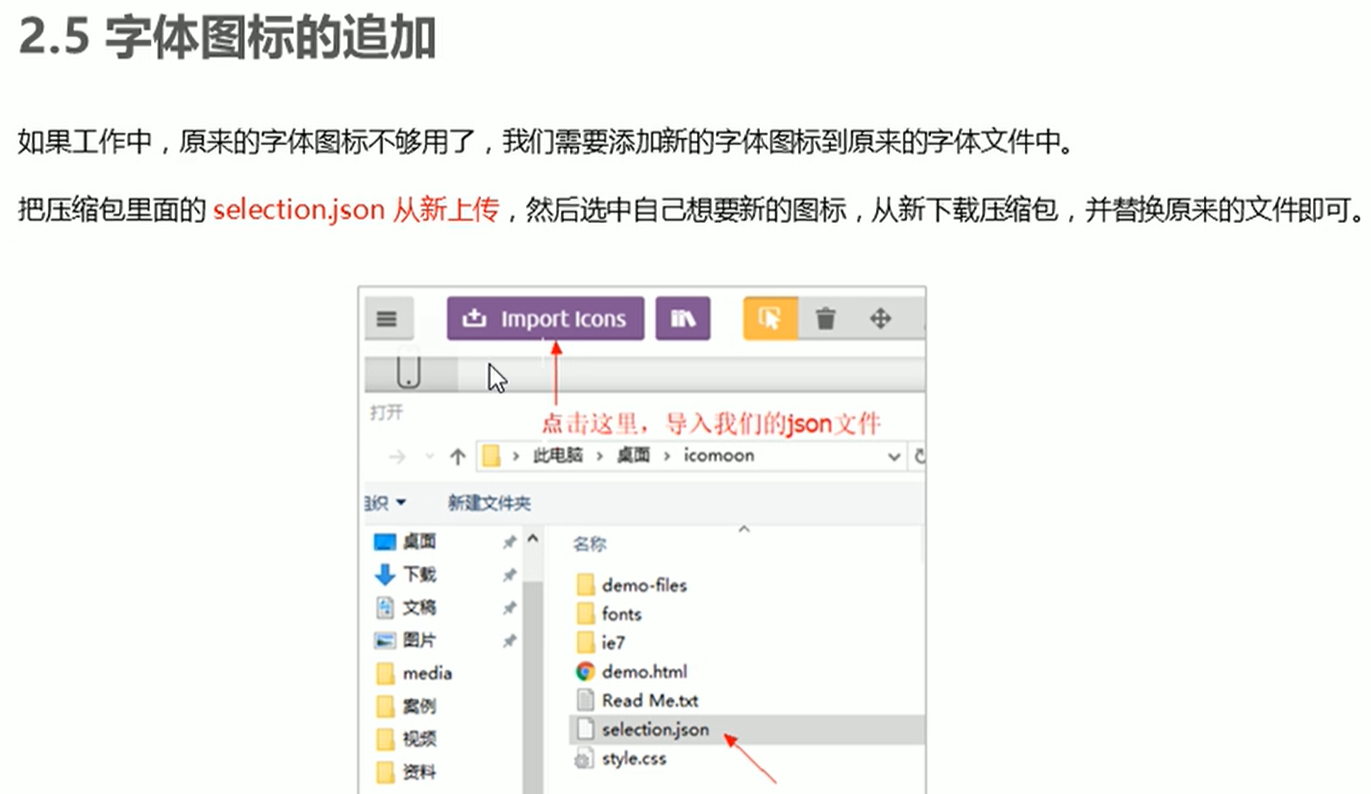 2.5 字体图标的追加
如果工作中，原来的字体图标不够用了，我们需要添加新的字体图标到原来的字体文件中。
把压缩包里面的 selection.json 从新上传，然后选中自己想要新的图标，从新下载压缩包，并替换原来的文件即可。
Import Icons
打开
点击这里，导入我们的json文件
此电脑 > 桌面 > icomoon
组织 新建文件夹
桌面
下载
文稿
图片
media
案例
视频
资料
名称
demo-files
fonts
ie7
demo.html
Read Me.txt
selection.json
style.css